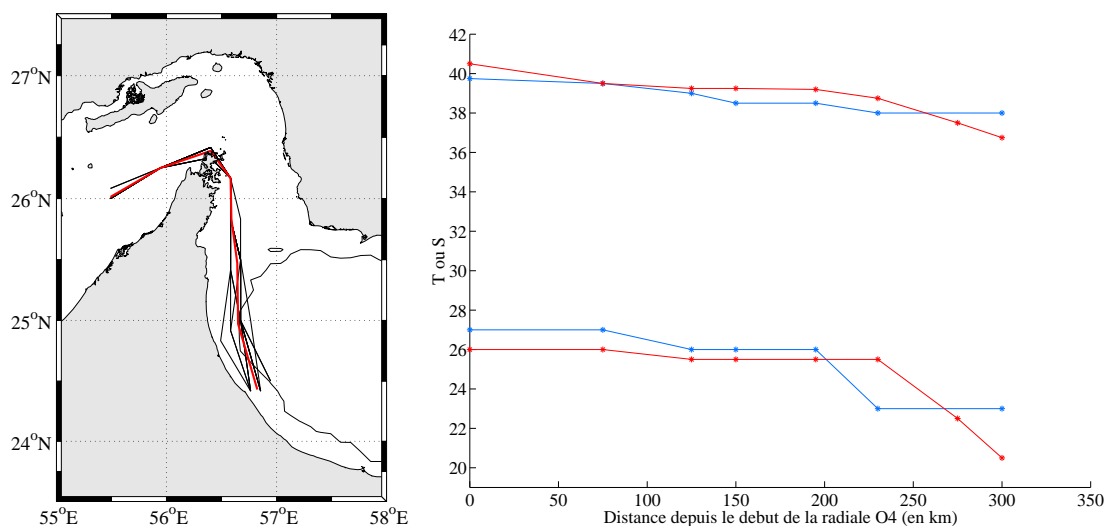 27°N
26°N
25°N
24°N
55°E 56°E 57°E 58°E
42
40
38
36
34
32
30
28
26
24
22
20
T ou S
0 50 100 150 200 250 300 350
Distance depuis le debut de la radiale O4 (en km)